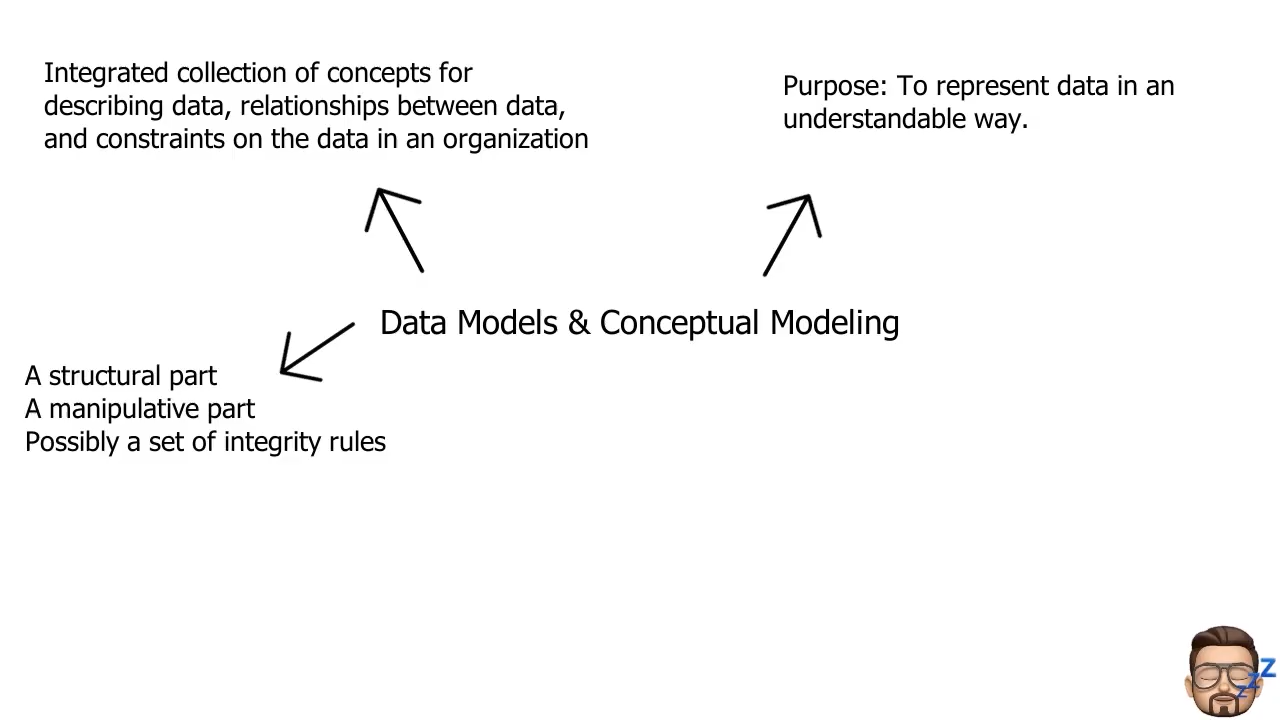 Integrated collection of concepts for
describing data, relationships between data,
and constraints on the data in an organization
Purpose: To represent data in an
understandable way.
Data Models & Conceptual Modeling
A structural part
A manipulative part
Possibly a set of integrity rules
z
z
Z